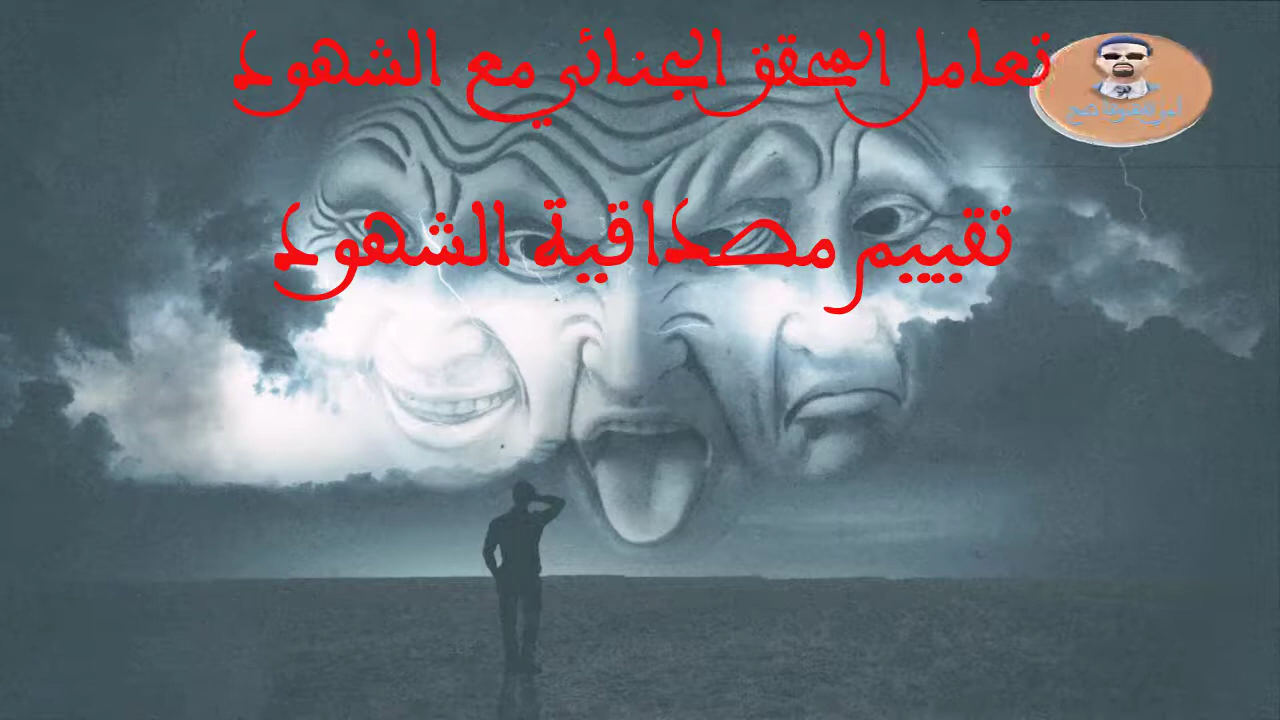 تعامل المحقق الجنائي مع الشهود
تقييم مصداقية الشهود